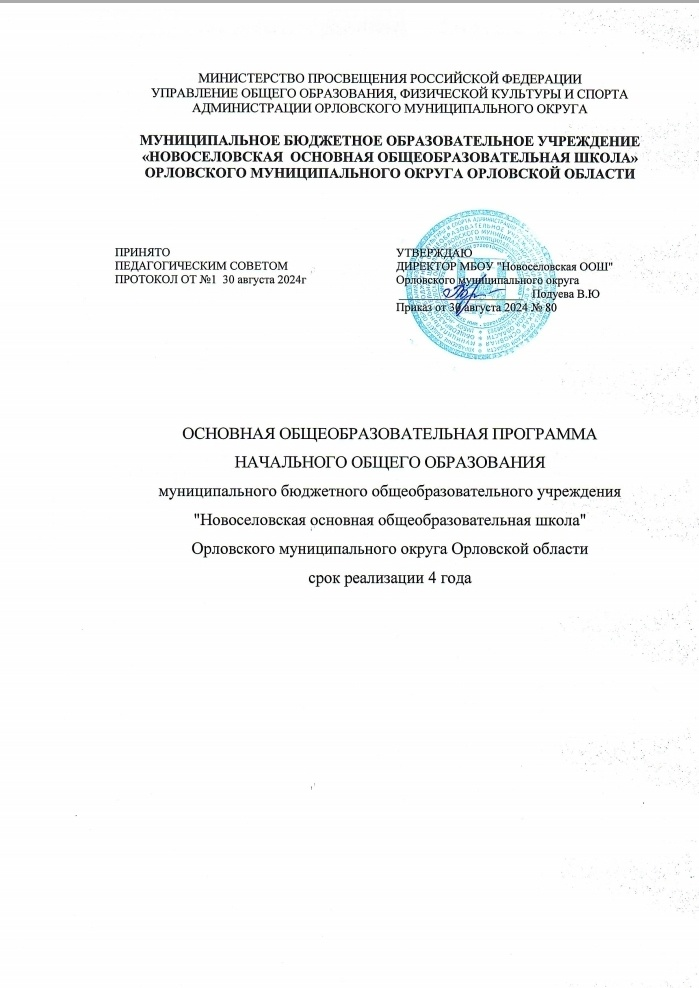 МИНИСТЕРСТВО ПРОСВЕЩЕНИЯ РОССИЙСКОЙ ФЕДЕРАЦИИ
УПРАВЛЕНИЕ ОБЩЕГО ОБРАЗОВАНИЯ, ФИЗИЧЕСКОЙ КУЛЬТУРЫ И СПОРТА
АДМИНИСТРАЦИИ ОРЛОВСКОГО МУНИЦИПАЛЬНОГО ОКРУГА
МУНИЦИПАЛЬНОЕ БЮДЖЕТНОЕ ОБРАЗОВАТЕЛЬНОЕ УЧРЕЖДЕНИЕ
«НОВОСЕЛОВСКАЯ ОСНОВНАЯ ОБЩЕОБРАЗОВАТЕЛЬНАЯ ШКОЛА»
ОРЛОВСКОГО МУНИЦИПАЛЬНОГО ОКРУГА ОРЛОВСКОЙ ОБЛАСТИ
ПРИНЯТО
ПЕДАГОГИЧЕСКИМ СОВЕТОМ
ПРОТОКОЛ ОТ №1 30 августа 2024г
УТВЕРЖДАЮ
ДИРЕКТОР МБОУ "Новоселовская ООШ"
Орловского муниципального округа
Подуева В.Ю
Приказ от 30 августа 2024 № 80
ОСНОВНАЯ ОБЩЕОБРАЗОВАТЕЛЬНАЯ ПРОГРАММА
НАЧАЛЬНОГО ОБЩЕГО ОБРАЗОВАНИЯ
муниципального бюджетного общеобразовательного учреждения
"Новоселовская основная общеобразовательная школа"
Орловского муниципального округа Орловской области
срок реализации 4 года